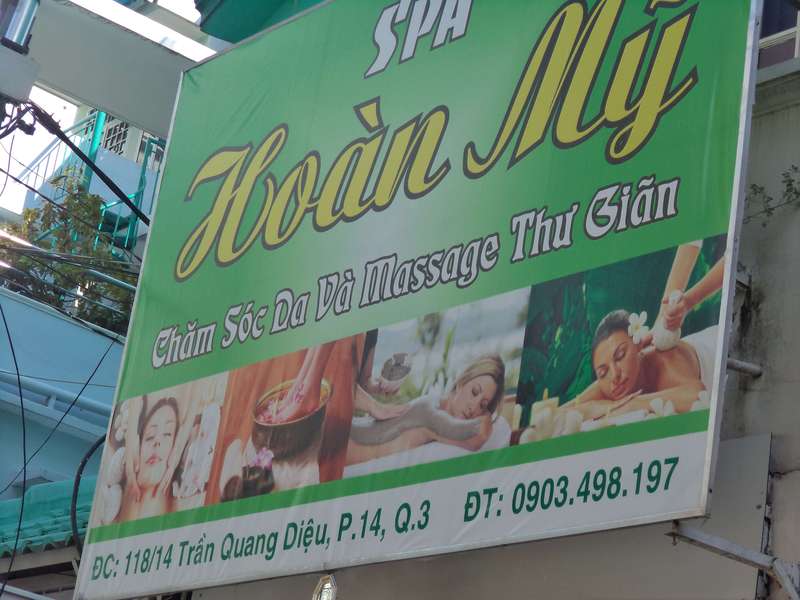 SPA
Hoàn Mỹ
Chăm Sóc Da Và Massage Thư Giãn
ĐC: 118/14 Trần Quang Diệu, P.14, Q.3 ĐT: 0903.498.197